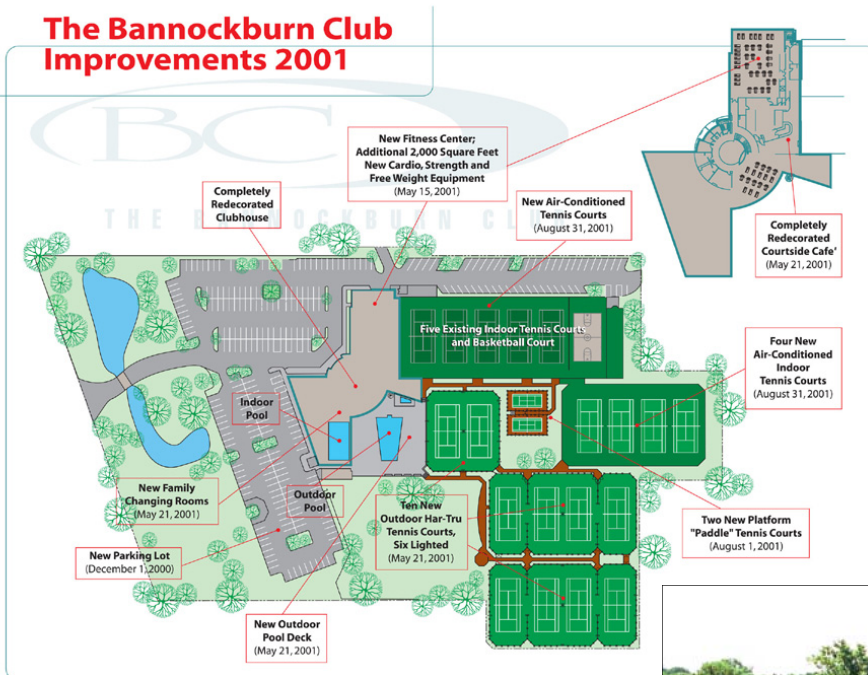 The Bannockburn Club
Improvements 2001
BC
THE BANNOCKBURN CLUB
New Fitness Center;
Additional 2,000 Square Feet
New Cardio, Strength and
Free Weight Equipment
(May 15, 2001)
Completely
Redecorated
Clubhouse
New Air-Conditioned
Tennis Courts
(August 31, 2001)
Completely
Redecorated
Courtside Cafe'
(May 21, 2001)
Five Existing Indoor Tennis Courts
and Basketball Court
Four New
Air-Conditioned
Indoor
Tennis Courts
(August 31, 2001)
Indoor
Pool
New Family
Changing Rooms
(May 21, 2001)
Outdoor
Pool
Ten New
Outdoor Har-Tru
Tennis Courts,
Six Lighted
(May 21, 2001)
Two New Platform
"Paddle" Tennis Courts
(August 1, 2001)
New Parking Lot
(December 1, 2000)
New Outdoor
Pool Deck
(May 21, 2001)